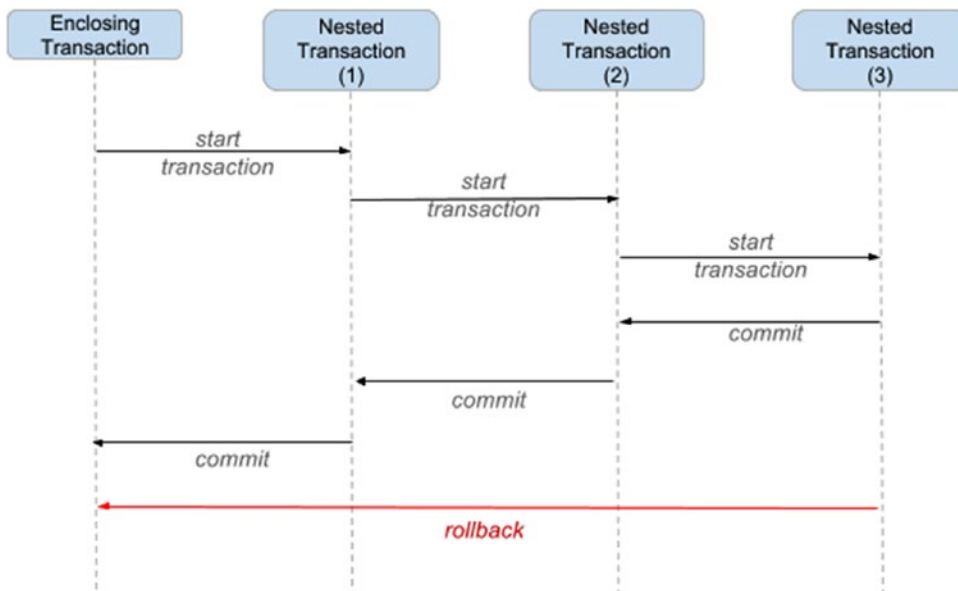 Enclosing
Transaction
Nested
Transaction
(1)
Nested
Transaction
(2)
Nested
Transaction
(3)
start
transaction
start
transaction
start
transaction
commit
commit
commit
rollback